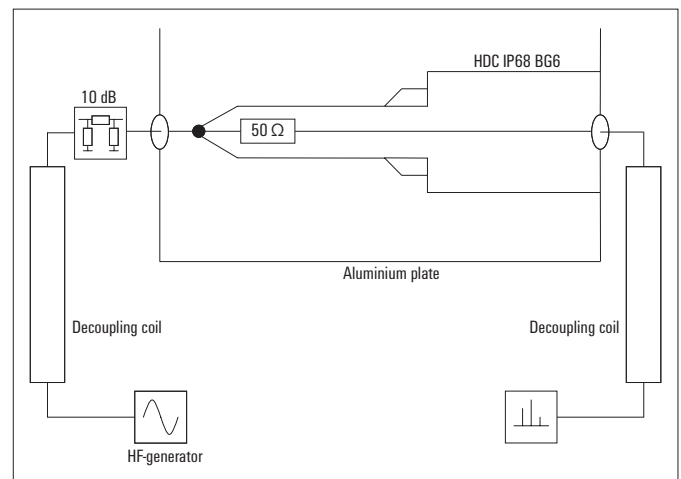 HDC IP68 BG6
10 dB
50 Ω
Aluminium plate
Decoupling coil
Decoupling coil
HF-generator